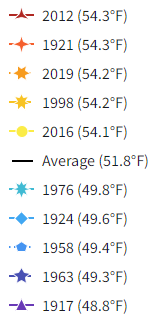 2012 (54.3°F)
1921 (54.3°F)
2019 (54.2°F)
1998 (54.2°F)
2016 (54.1°F)
Average (51.8°F)
1976 (49.8°F)
1924 (49.6°F)
1958 (49.4°F)
1963 (49.3°F)
1917 (48.8°F)